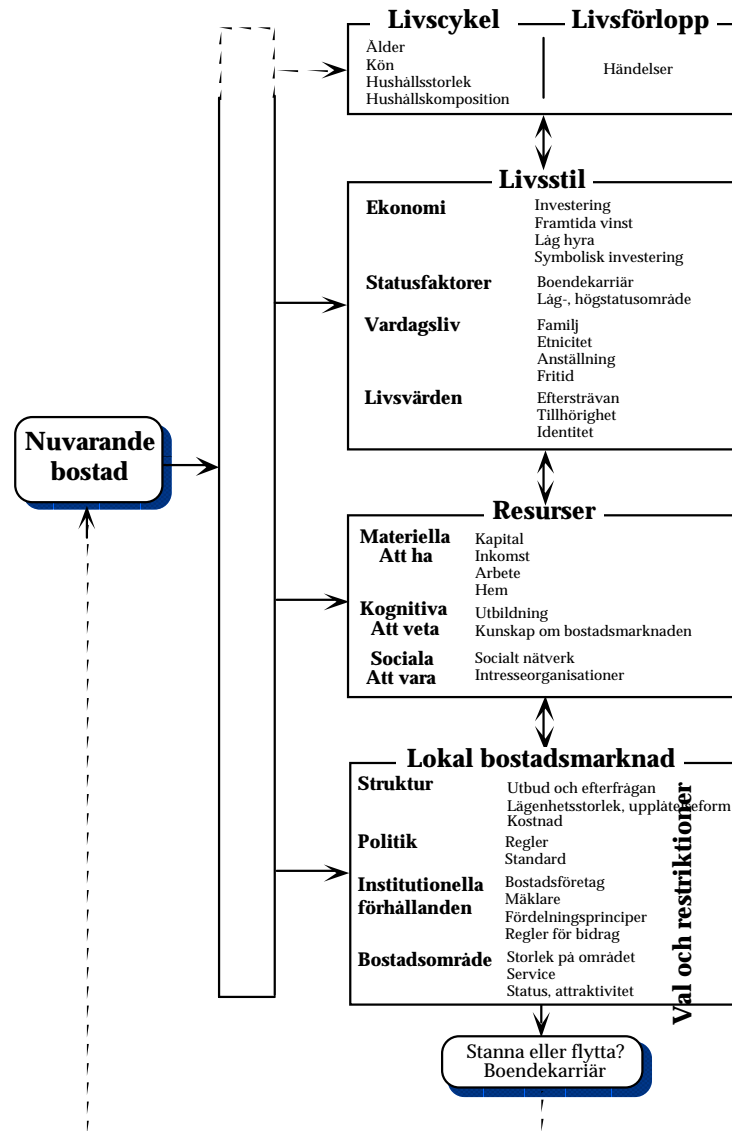 Livscykel
Livsförlopp
Ålder
Kön
Hushållsstorlek
Hushållskomposition
Händelser
Livsstil
Ekonomi
Investering
Framtida vinst
Låg hyra
Symbolisk investering
Statusfaktorer
Boendekarriär
Låg-, högstatusområde
Vardagsliv
Familj
Etnicitet
Anställning
Fritid
Livsvärden
Eftersträvan
Tillhörighet
Identitet
Nuvarande
bostad
Resurser
Materiella
Att ha
Kapital
Inkomst
Arbete
Hem
Kognitiva
Att veta
Utbildning
Kunskap om bostadsmarknaden
Sociala
Att vara
Socialt nätverk
Intresseorganisationer
Lokal bostadsmarknad
Struktur
Utbud och efterfrågan
Lägenhetsstorlek, upplåtelseform
Kostnad
Politik
Regler
Standard
Institutionella
förhållanden
Bostadsföretag
Mäklare
Fördelningsprinciper
Regler för bidrag
Bostadsområde
Storlek på området
Service
Status, attraktivitet
Val och restriktioner
Stanna eller flytta?
Boendekarriär